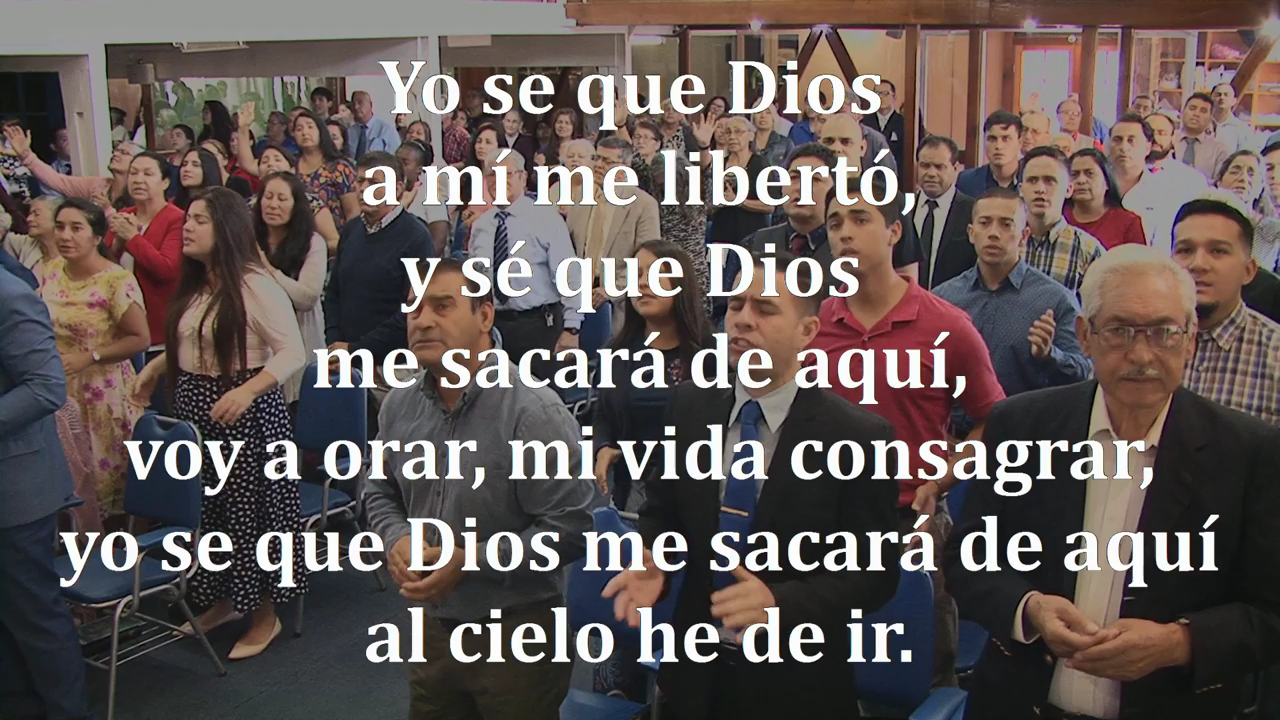 Yo se que Dios
a mí me libertó,
y sé que Dios
me sacará de aquí,
voy a orar, mi vida consagrar,
yo se que Dios me sacará de aquí
al cielo he de ir.